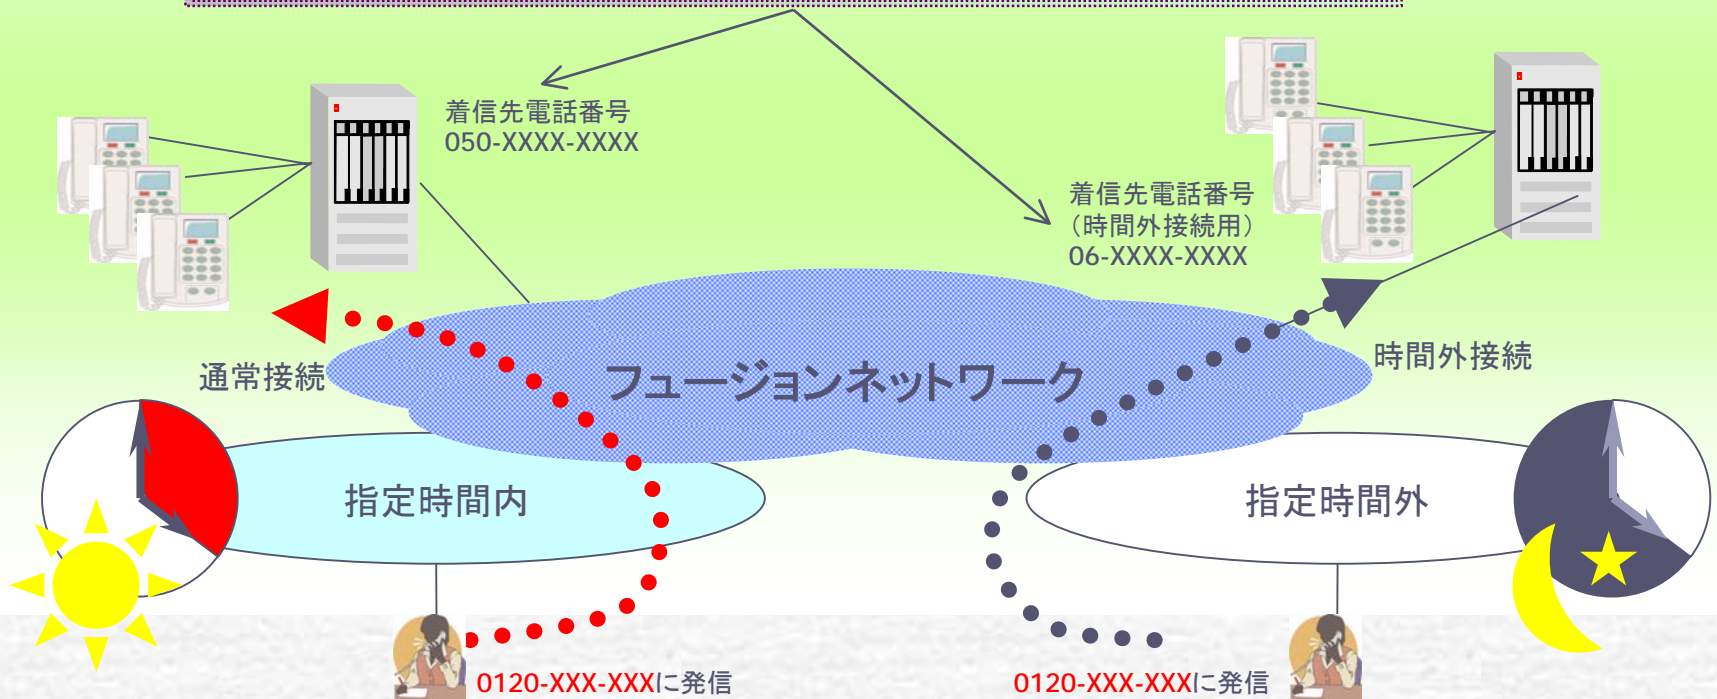 着信先電話番号
050-XXXX-XXXX
着信先電話番号
（時間外接続用）
06-XXXX-XXXX
通常接続
フュージョンネットワーク
時間外接続
指定時間内
指定時間外
0120-XXX-XXXに発信
0120-XXX-XXXに発信